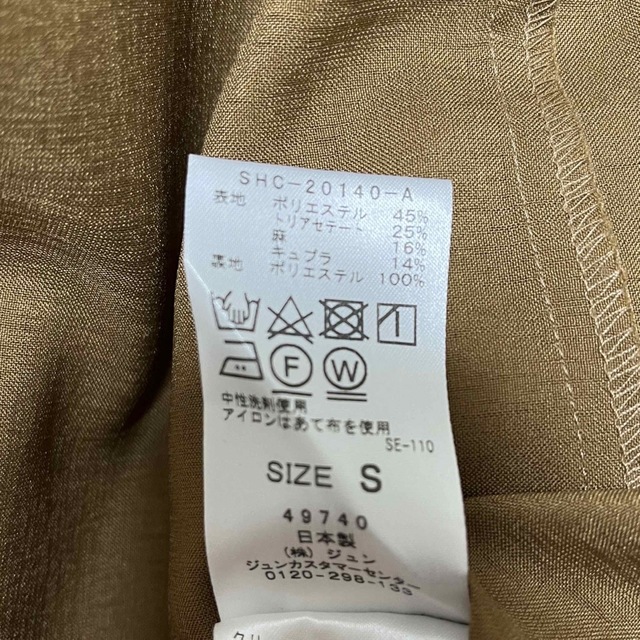 SHC-20140-A
表地 ポリエステル 45%
トリアセテート 25%
麻 16%
キュプラ 14%
裏地 ポリエステル 100%
F W
中性洗剤使用
アイロンはあて布を使用
SE-110
SIZE S
49740
日本製
(株) ジュン
ジュンカスタマーセンター
0120-298-133